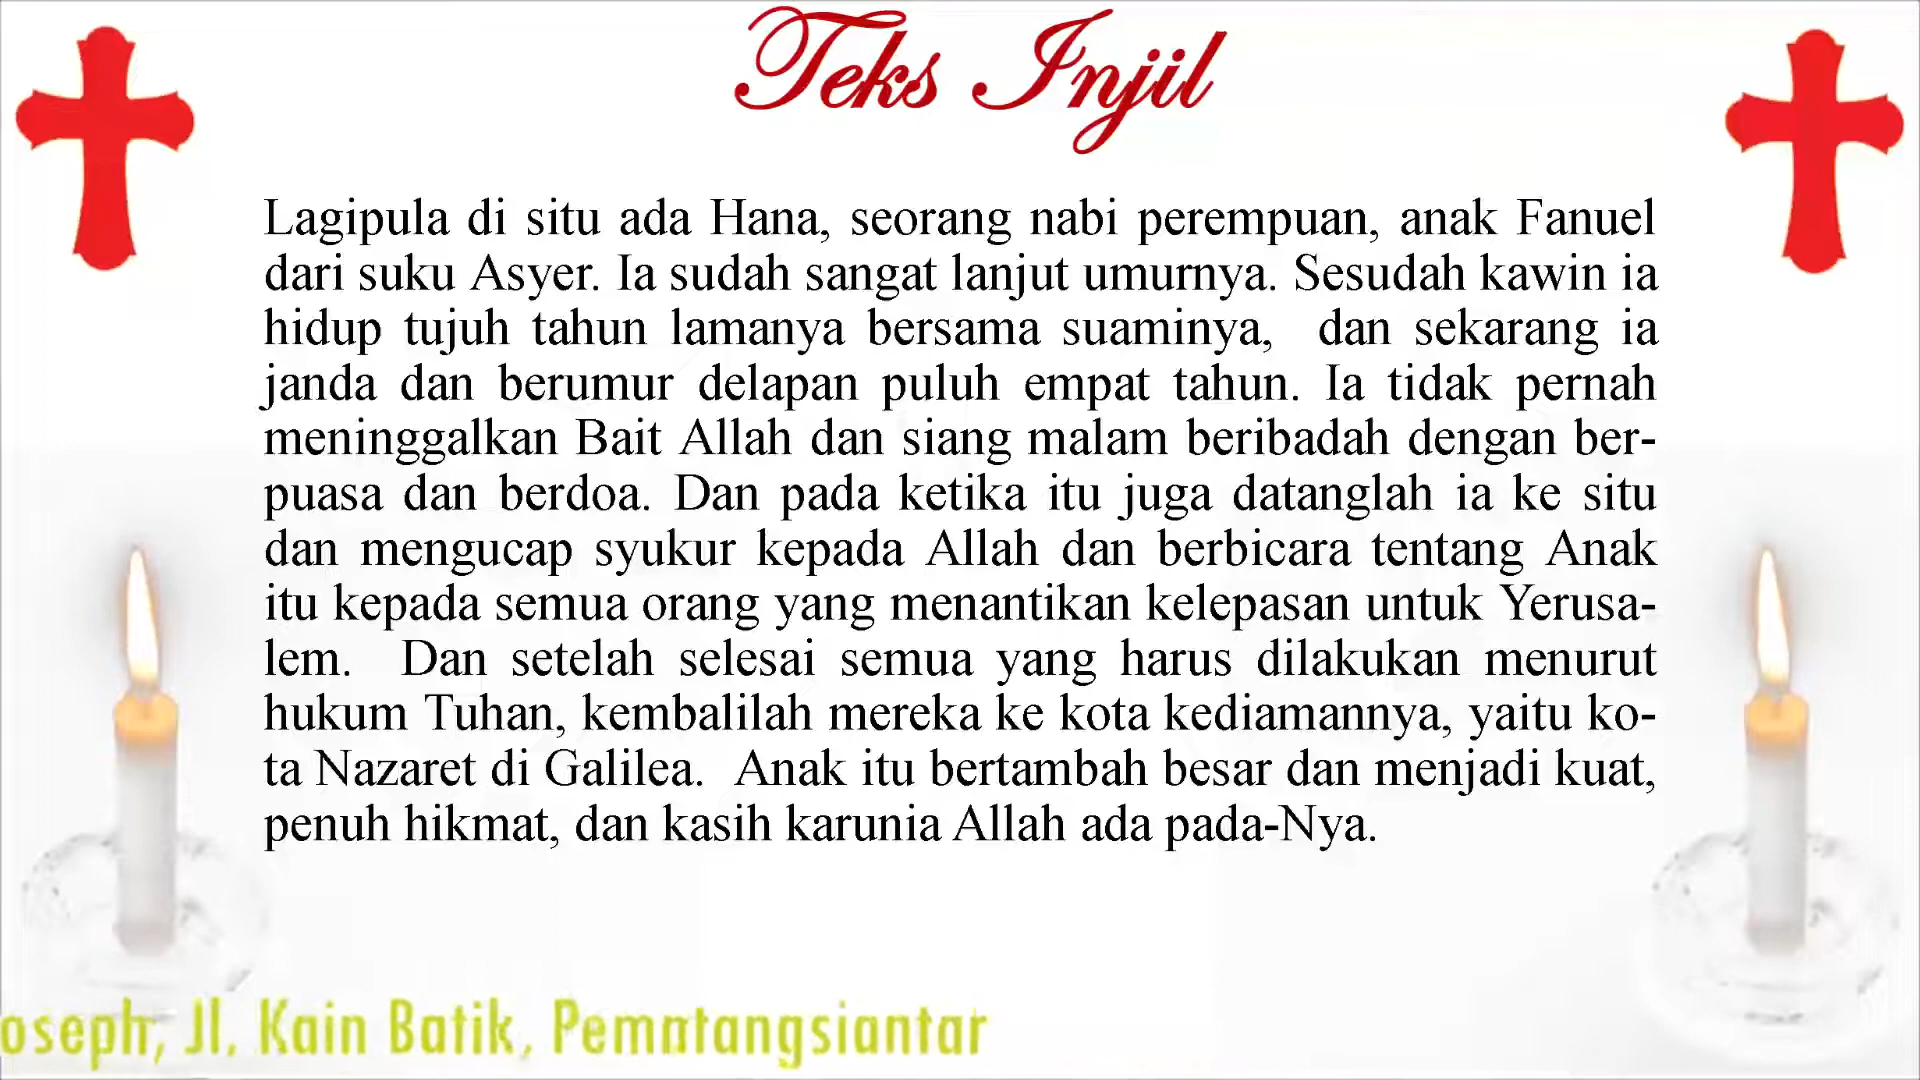 Teks Injil
Lagipula di situ ada Hana, seorang nabi perempuan, anak Fanuel
dari suku Asyer. Ia sudah sangat lanjut umurnya. Sesudah kawin ia
hidup tujuh tahun lamanya bersama suaminya, dan sekarang ia
janda dan berumur delapan puluh empat tahun. Ia tidak pernah
meninggalkan Bait Allah dan siang malam beribadah dengan ber-
puasa dan berdoa. Dan pada ketika itu juga datanglah ia ke situ
dan mengucap syukur kepada Allah dan berbicara tentang Anak
itu kepada semua orang yang menantikan kelepasan untuk Yerusa-
lem. Dan setelah selesai semua yang harus dilakukan menurut
hukum Tuhan, kembalilah mereka ke kota kediamannya, yaitu ko-
ta Nazaret di Galilea. Anak itu bertambah besar dan menjadi kuat,
penuh hikmat, dan kasih karunia Allah ada pada-Nya.
oseph, Jl. Kain Batik, Pematangsiantar